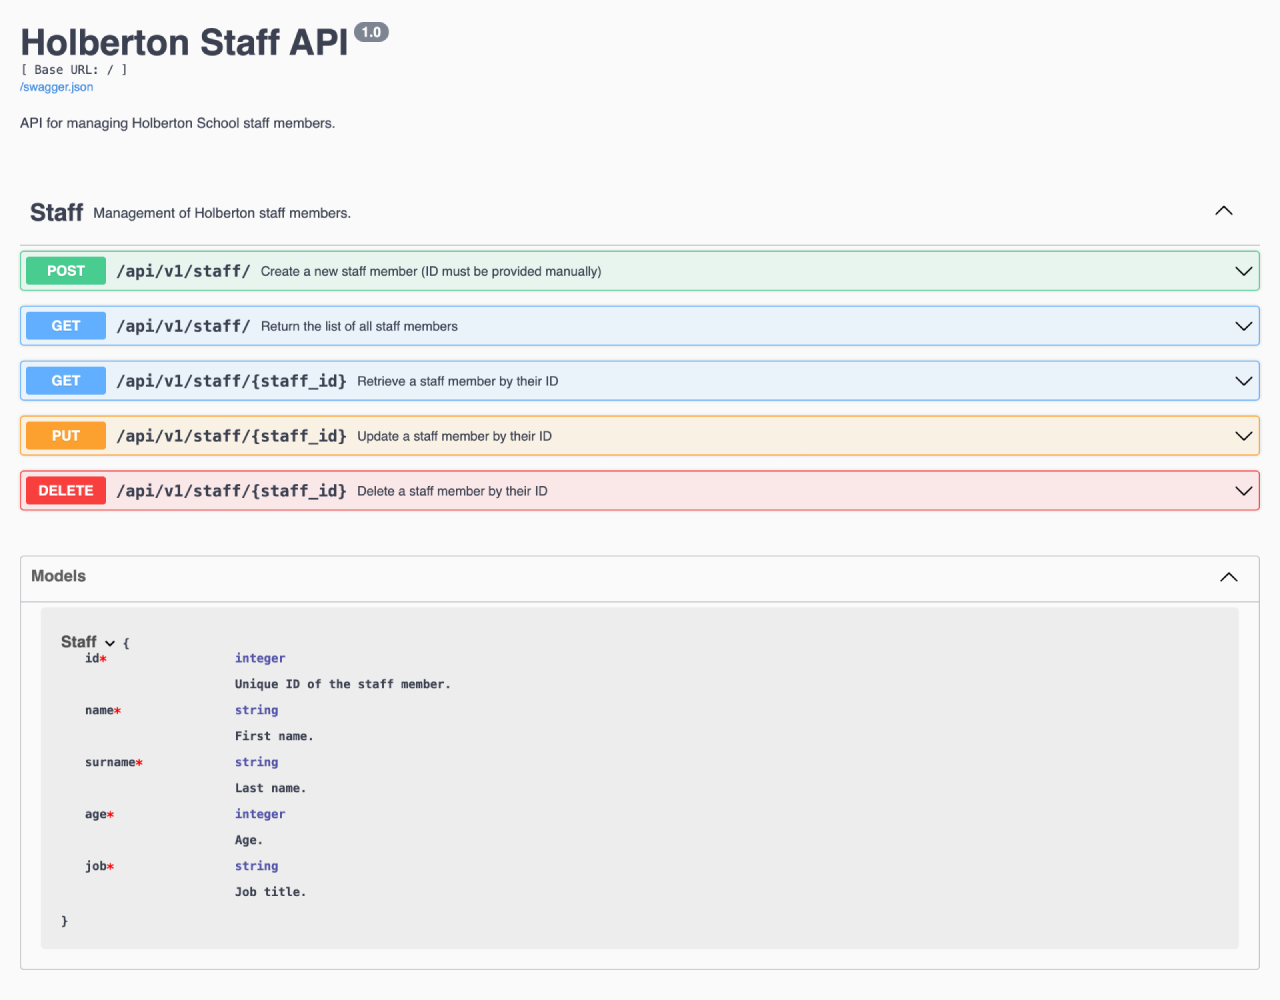 Holberton Staff API 1.0
[ Base URL: / ]
/swagger.json
API for managing Holberton School staff members.
Staff Management of Holberton staff members.
POST /api/v1/staff/ Create a new staff member (ID must be provided manually)
GET /api/v1/staff/ Return the list of all staff members
GET /api/v1/staff/{staff_id} Retrieve a staff member by their ID
PUT /api/v1/staff/{staff_id} Update a staff member by their ID
DELETE /api/v1/staff/{staff_id} Delete a staff member by their ID
Models
Staff {
id* integer
Unique ID of the staff member.
name* string
First name.
surname* string
Last name.
age* integer
Age.
job* string
Job title.
}